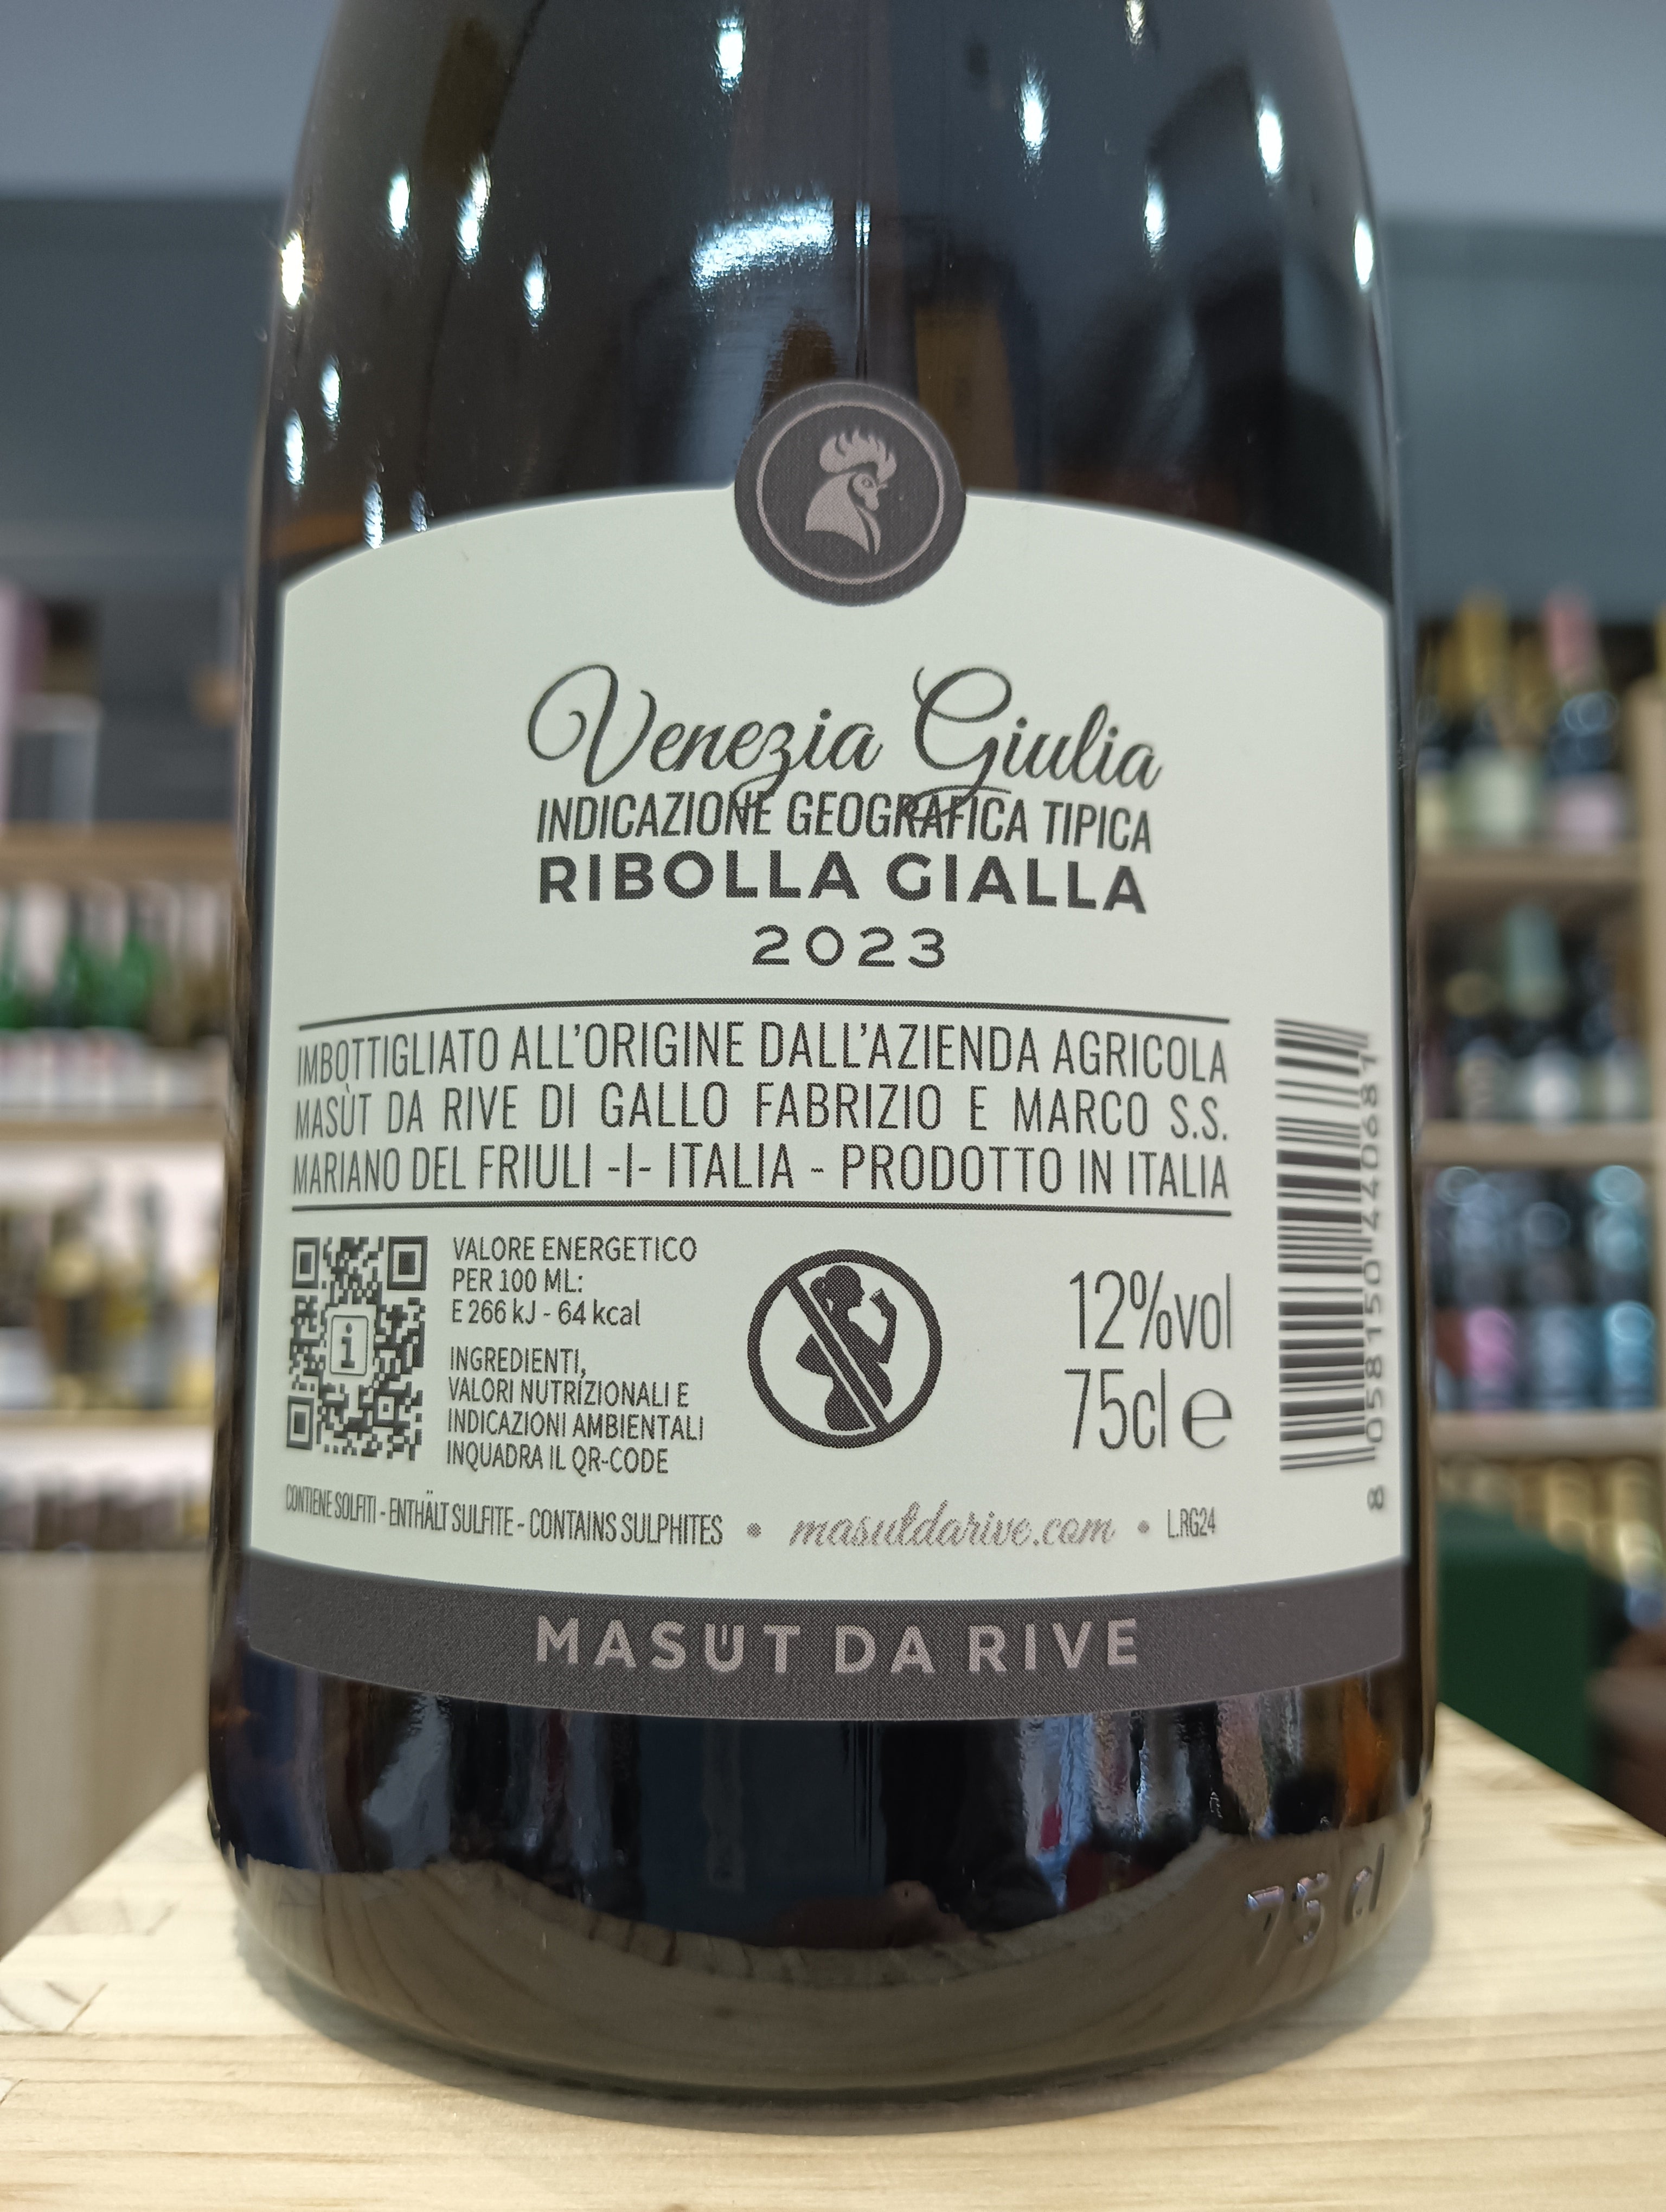 Venezia Giulia
INDICAZIONE GEOGRAFICA TIPICA
RIBOLLA GIALLA
2023
IMBOTTIGLIATO ALL'ORIGINE DALL'AZIENDA AGRICOLA
MASÙT DA RIVE DI GALLO FABRIZIO E MARCO S.S.
MARIANO DEL FRIULI -I- ITALIA - PRODOTTO IN ITALIA
VALORE ENERGETICO
PER 100 ML:
E 266 kJ - 64 kcal
INGREDIENTI,
VALORI NUTRIZIONALI E
INDICAZIONI AMBIENTALI
INQUADRA IL QR-CODE
i
12%vol
75cl e
8 058150 440687
CONTIENE SOLFITI - ENTHÄLT SULFITE - CONTAINS SULPHITES • masutdarive.com • L.RG24
MASÙT DA RIVE
75 cl